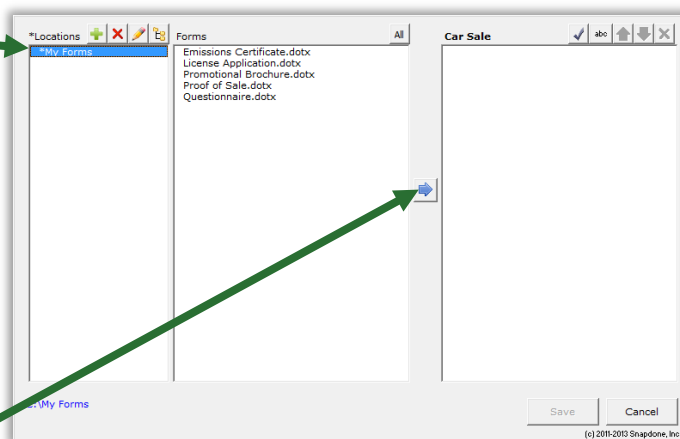 *Locations
Forms
All
Car Sale
abc
*My Forms
Emissions Certificate.dotx
License Application.dotx
Promotional Brochure.dotx
Proof of Sale.dotx
Questionnaire.dotx
:\My Forms
Save
Cancel
(c) 2011-2013 Snapdone, Inc